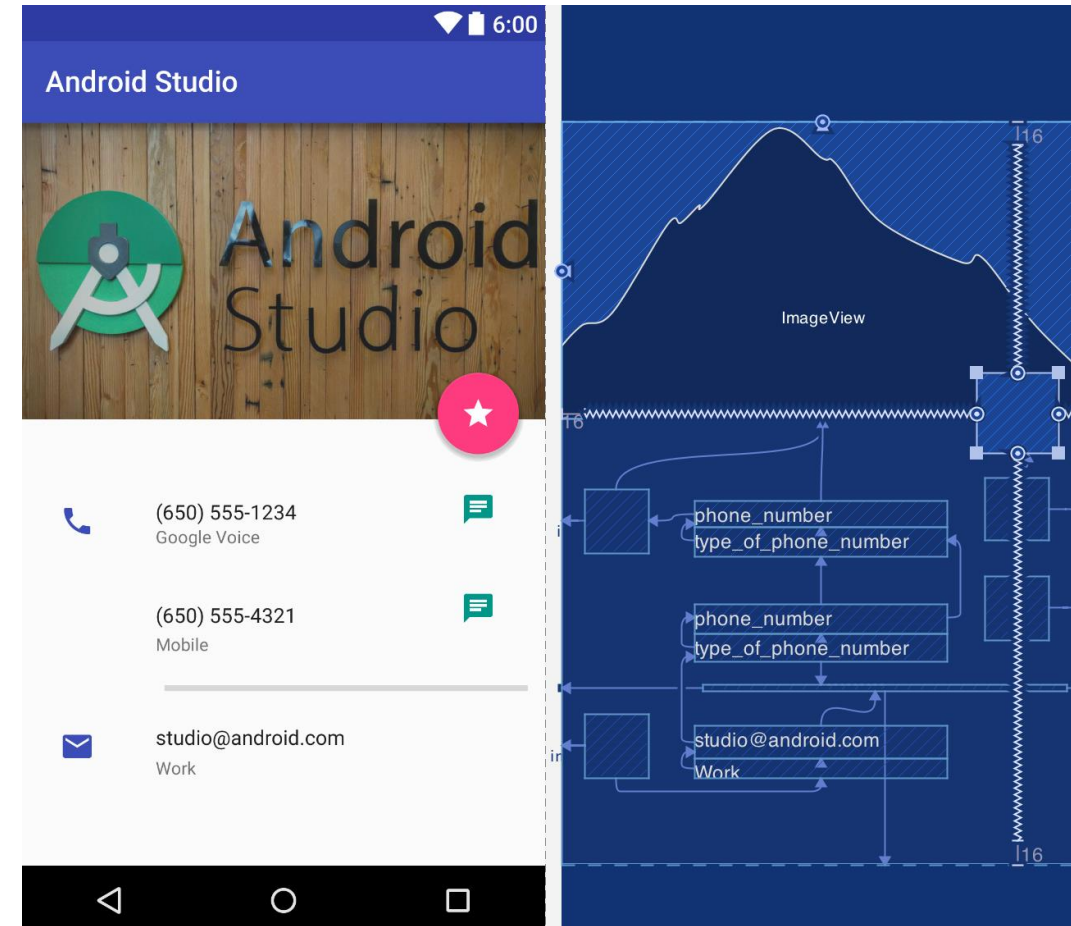 6:00
Android Studio
Android
Studio
(650) 555-1234
Google Voice
(650) 555-4321
Mobile
studio@android.com
Work
16
ImageView
16
phone_number
type_of_phone_number
phone_number
type_of_phone_number
studio@android.com
Work
16